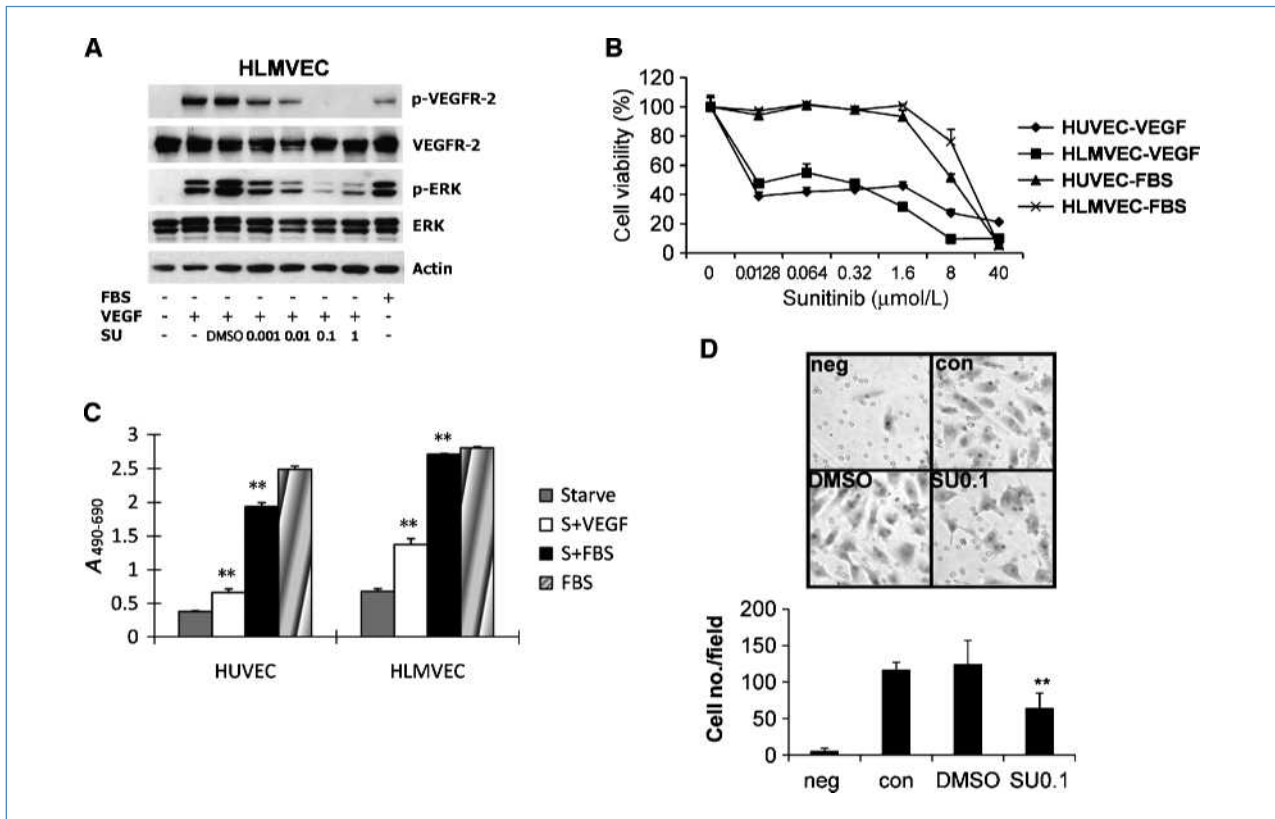 A
HLMVEC
p-VEGFR-2
VEGFR-2
p-ERK
ERK
Actin
FBS - - - - - - - +
VEGF - + + + + + + -
SU - - DMSO 0.001 0.01 0.1 1 -
B
Cell viability (%)
120
100
80
60
40
20
0
0 0.0128 0.064 0.32 1.6 8 40
Sunitinib (μmol/L)
HUVEC-VEGF
HLMVEC-VEGF
HUVEC-FBS
HLMVEC-FBS
C
A 490-690
3
2.5
2
1.5
1
0.5
0
** ** ** **
HUVEC HLMVEC
Starve
S+VEGF
S+FBS
FBS
D
neg con
DMSO SU0.1
Cell no./field
200
150
100
50
0
**
neg con DMSO SU0.1